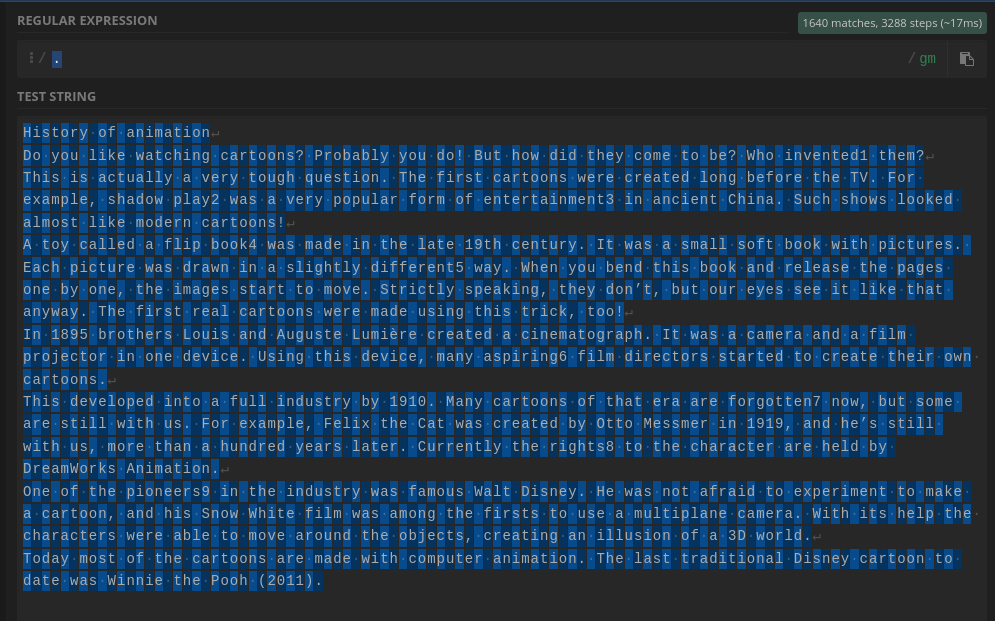 REGULAR EXPRESSION
1640 matches, 3288 steps (~17ms)
/ .
/ gm
TEST STRING
History of animation
Do you like watching cartoons? Probably you do! But how did they come to be? Who invented1 them?
This is actually a very tough question. The first cartoons were created long before the TV. For
example, shadow play2 was a very popular form of entertainment3 in ancient China. Such shows looked
almost like modern cartoons!
A toy called a flip book4 was made in the late 19th century. It was a small soft book with pictures.
Each picture was drawn in a slightly different5 way. When you bend this book and release the pages
one by one, the images start to move. Strictly speaking, they don’t, but our eyes see it like that
anyway. The first real cartoons were made using this trick, too!
In 1895 brothers Louis and Auguste Lumière created a cinematograph. It was a camera and a film
projector in one device. Using this device, many aspiring6 film directors started to create their own
cartoons.
This developed into a full industry by 1910. Many cartoons of that era are forgotten7 now, but some
are still with us. For example, Felix the Cat was created by Otto Messmer in 1919, and he’s still
with us, more than a hundred years later. Currently the rights8 to the character are held by
DreamWorks Animation.
One of the pioneers9 in the industry was famous Walt Disney. He was not afraid to experiment to make
a cartoon, and his Snow White film was among the firsts to use a multiplane camera. With its help the
characters were able to move around the objects, creating an illusion of a 3D world.
Today most of the cartoons are made with computer animation. The last traditional Disney cartoon to
date was Winnie the Pooh (2011).